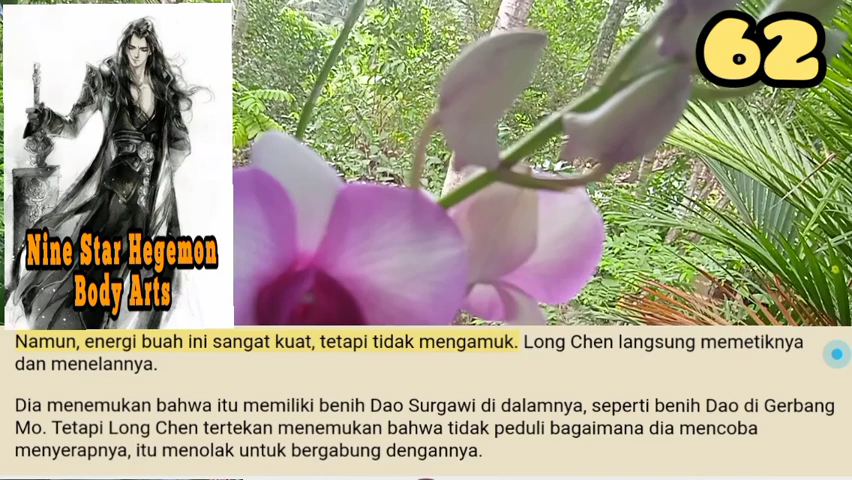 62
Nine Star Hegemon
Body Arts
Namun, energi buah ini sangat kuat, tetapi tidak mengamuk. Long Chen langsung memetiknya
dan menelannya.
Dia menemukan bahwa itu memiliki benih Dao Surgawi di dalamnya, seperti benih Dao di Gerbang
Mo. Tetapi Long Chen tertekan menemukan bahwa tidak peduli bagaimana dia mencoba
menyerapnya, itu menolak untuk bergabung dengannya.